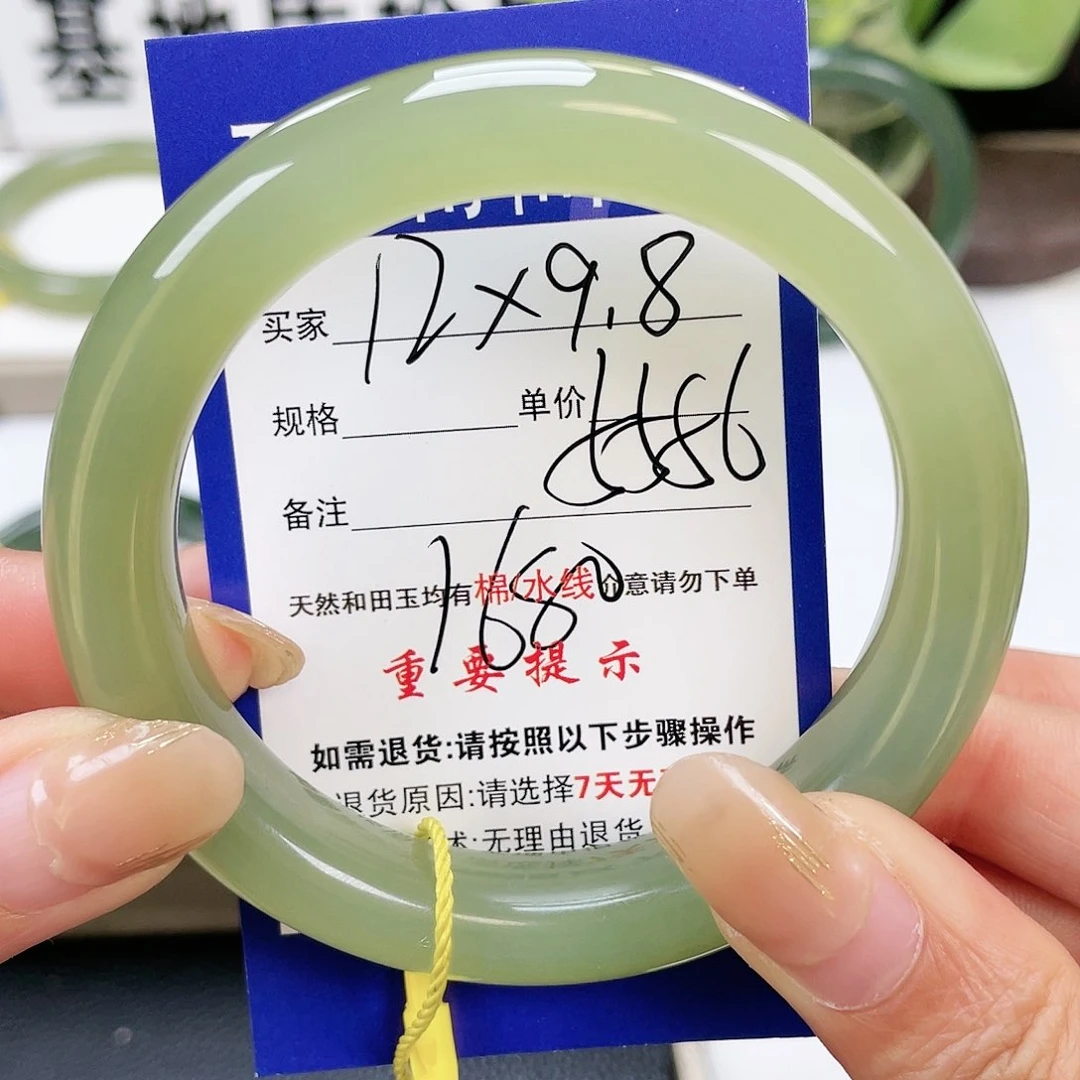 基地
买家 12×9.8
规格 单价
备注
1680
天然和田玉均有棉/水线介意请勿下单
重要提示
如需退货:请按照以下步骤操作
退货原因:请选择7天无
:无理由退货